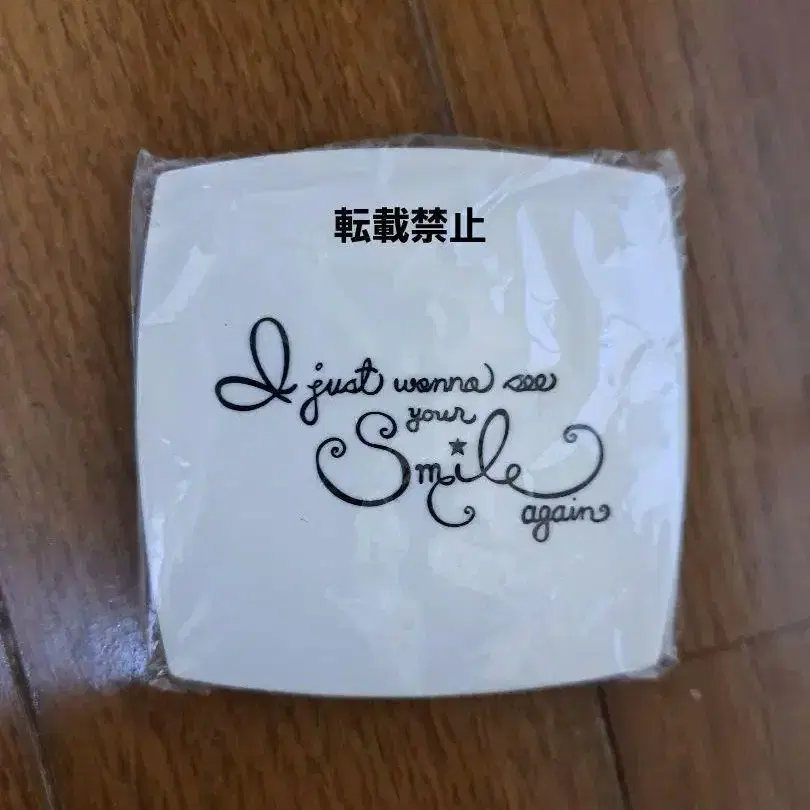 転載禁止
I just wanna see
your
Smile
again